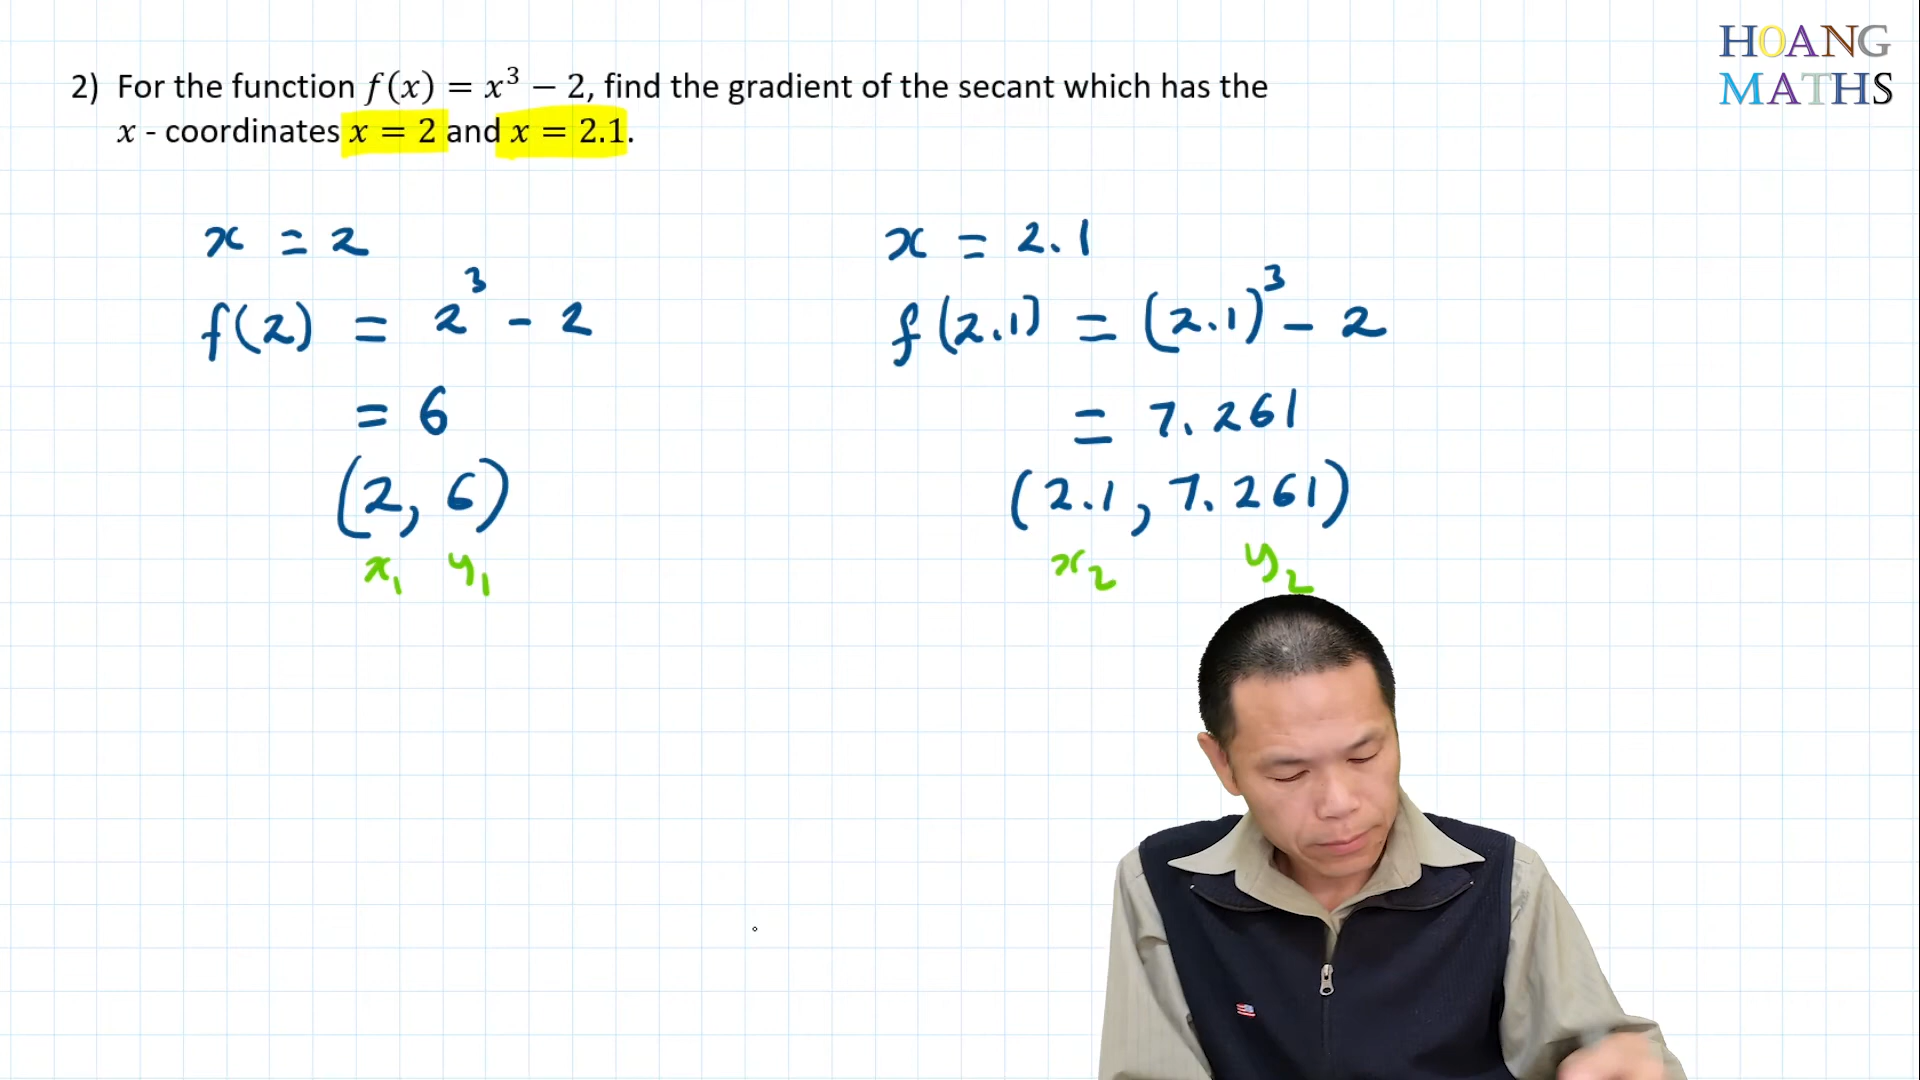 HOANG
MATHS
2) For the function f(x) = x³ − 2, find the gradient of the secant which has the
x - coordinates x = 2 and x = 2.1.
x = 2
f(2) = 2³ - 2
= 6
(2, 6)
x₁ y₁
x = 2.1
f(2.1) = (2.1)³ - 2
= 7.261
(2.1, 7.261)
x₂ y₂